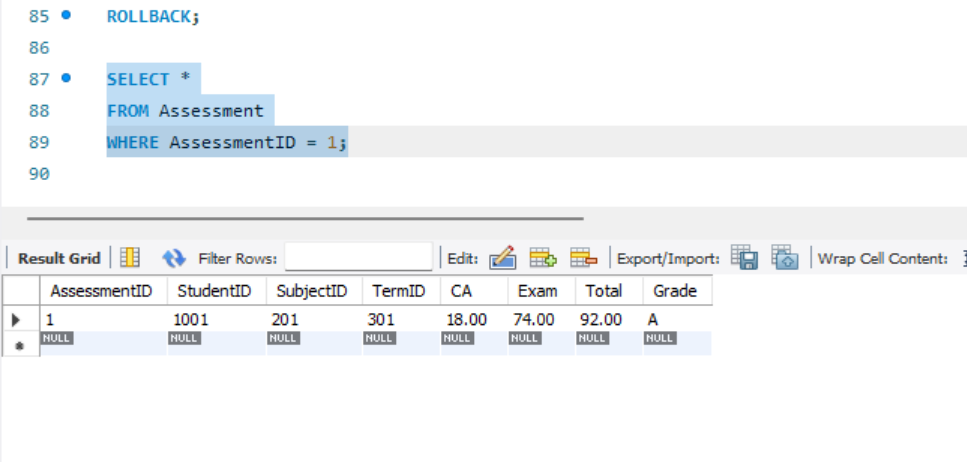 85 ROLLBACK;
86
87 SELECT *
88 FROM Assessment
89 WHERE AssessmentID = 1;
90
Result Grid Filter Rows: Edit: Export/Import: Wrap Cell Content:
AssessmentID StudentID SubjectID TermID CA Exam Total Grade
1 1001 201 301 18.00 74.00 92.00 A
NULL NULL NULL NULL NULL NULL NULL NULL